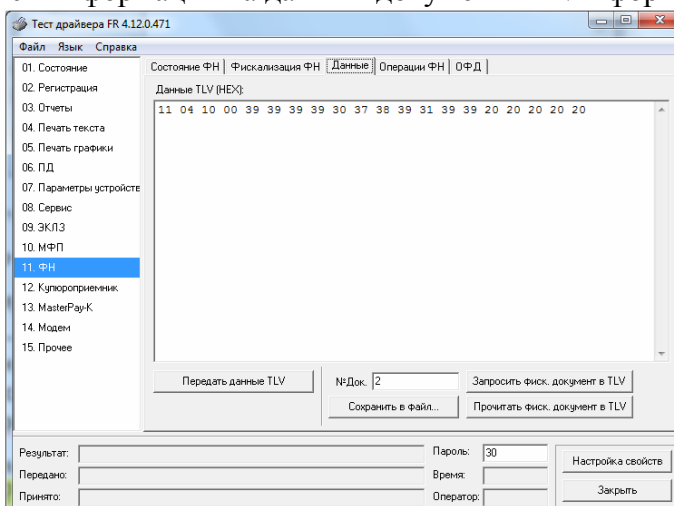 Тест драйвера FR 4.12.0.471
Файл Язык Справка
01. Состояние
02. Регистрация
03. Отчеты
04. Печать текста
05. Печать графики
06. ПД
07. Параметры устройств
08. Сервис
09. ЭКЛЗ
10. МФП
11. ФН
12. Купюроприемник
13. MasterPay-K
14. Модем
15. Прочее
Состояние ФН Фискализация ФН Данные Операции ФН ОФД
Данные TLV (HEX):
11 04 10 00 39 39 39 39 30 37 38 39 31 39 39 20 20 20 20 20
Передать данные TLV
№Док. 2
Запросить фиск. документ в TLV
Сохранить в файл...
Прочитать фиск. документ в TLV
Результат:
Передано:
Принято:
Пароль: 30
Время:
Оператор:
Настройка свойств
Закрыть